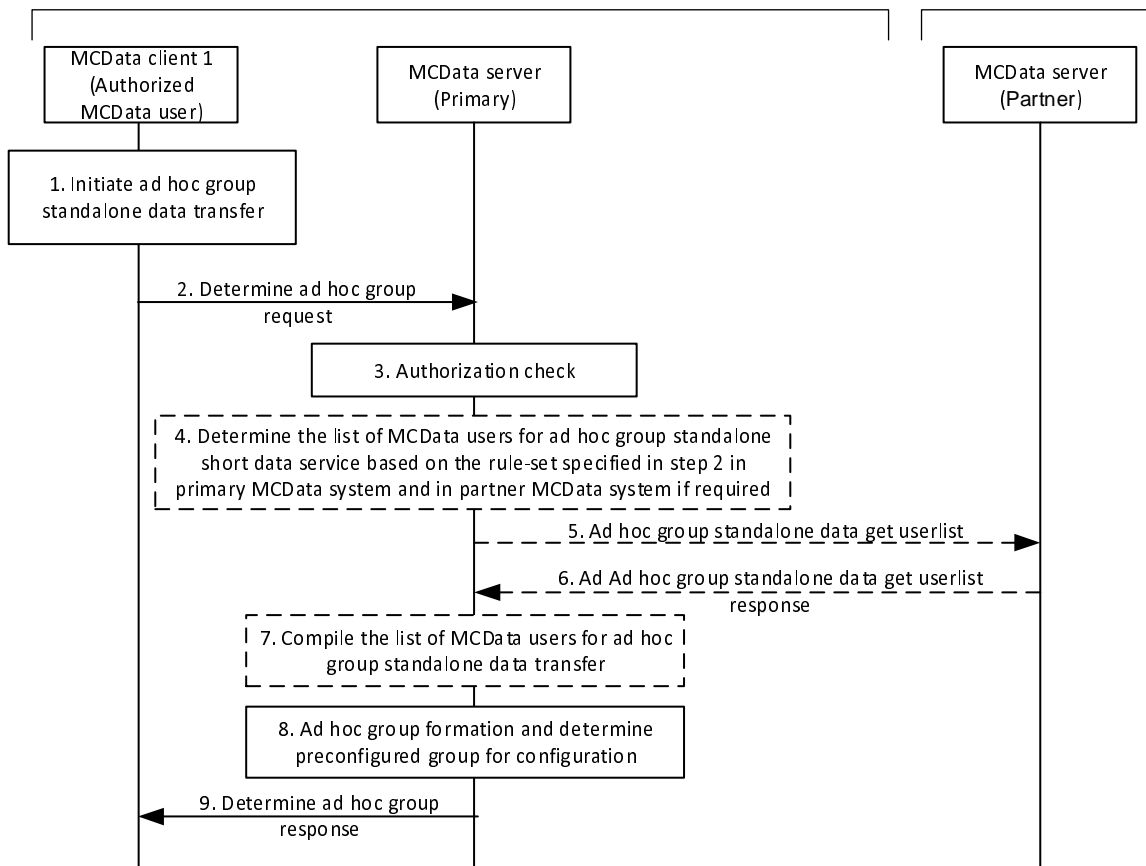 MCData client 1
(Authorized
MCData user)
MCData server
(Primary)
MCData server
(Partner)
1. Initiate ad hoc group
standalone data transfer
2. Determine ad hoc group
request
3. Authorization check
4. Determine the list of MCData users for ad hoc group standalone
short data service based on the rule-set specified in step 2 in
primary MCData system and in partner MCData system if required
5. Ad hoc group standalone data get userlist
6. Ad Ad hoc group standalone data get userlist
response
7. Compile the list of MCData users for ad hoc
group standalone data transfer
8. Ad hoc group formation and determine
preconfigured group for configuration
9. Determine ad hoc group
response